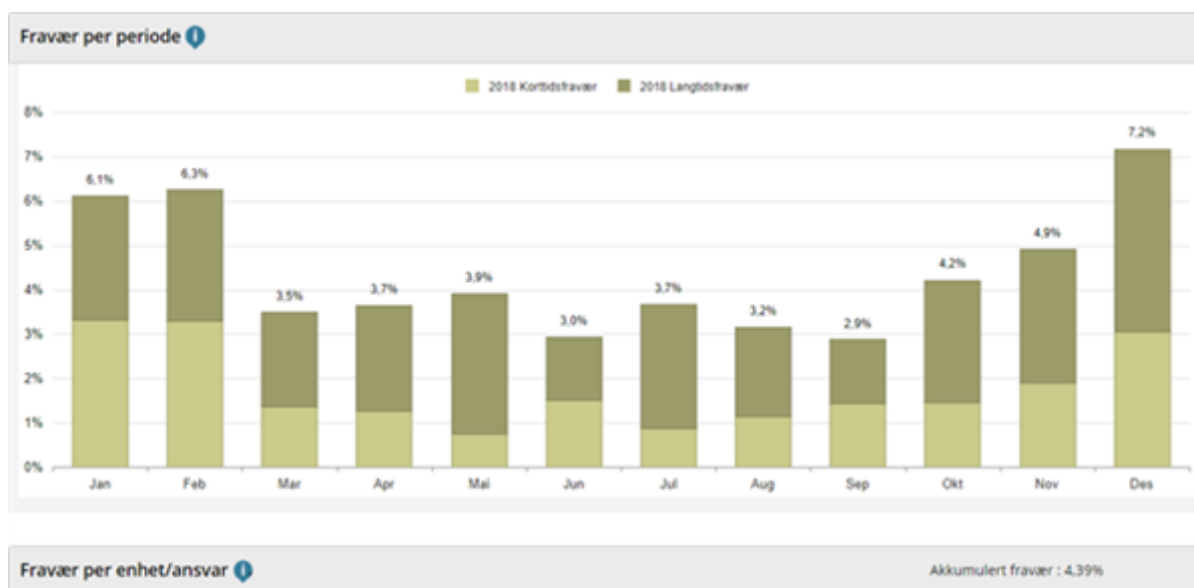 Fravær per periode
2018 Korttidsfravær 2018 Langtidsfravær
8%
7%
6%
5%
4%
3%
2%
1%
0%
6,1% 6,3% 3,5% 3,7% 3,9% 3,0% 3,7% 3,2% 2,9% 4,2% 4,9% 7,2%
Jan Feb Mar Apr Mai Jun Jul Aug Sep Okt Nov Des
Fravær per enhet/ansvar Akkumulert fravær : 4,39%